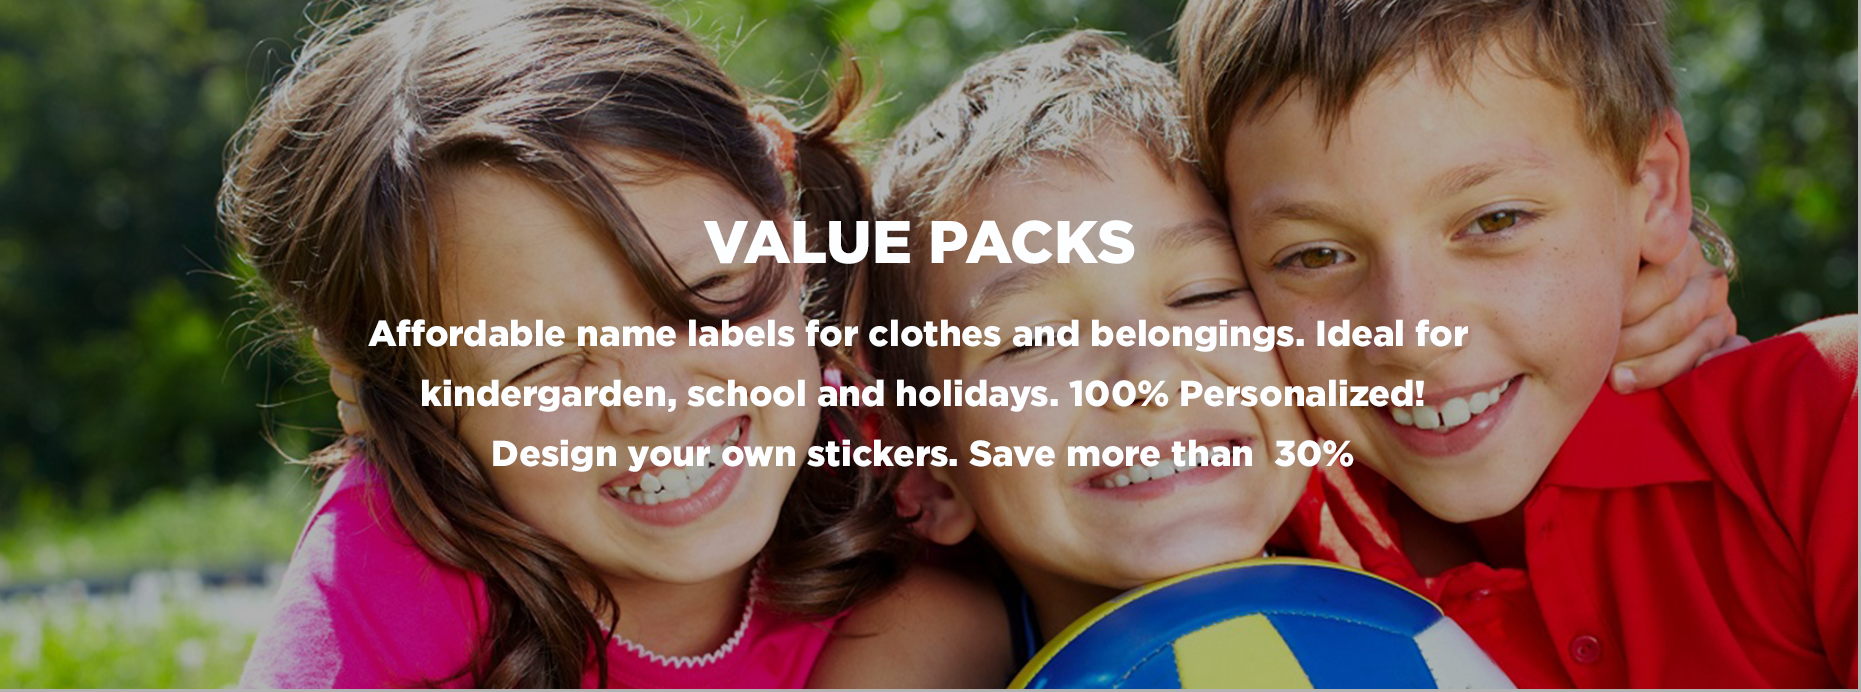 VALUE PACKS
Affordable name labels for clothes and belongings. Ideal for
kindergarden, school and holidays. 100% Personalized!
Design your own stickers. Save more than  30%